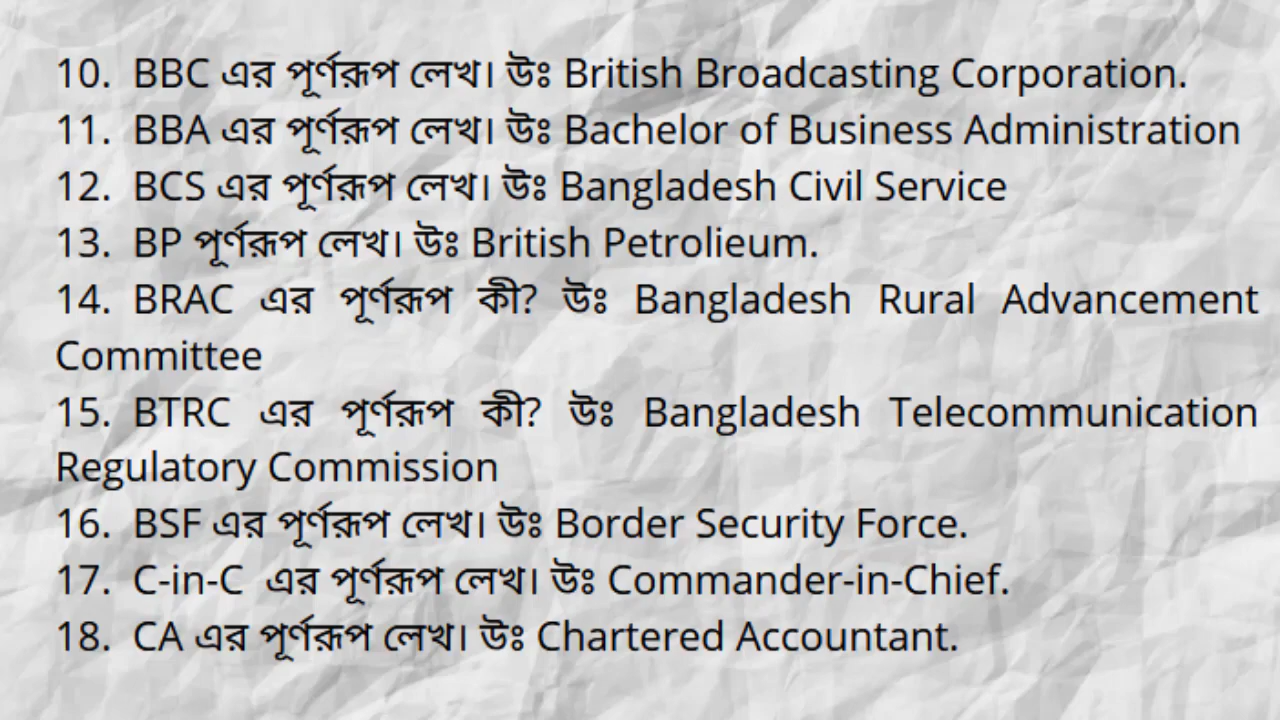 10. BBC এর পূর্ণরূপ লেখ। উঃ British Broadcasting Corporation.
11. BBA এর পূর্ণরূপ লেখ। উঃ Bachelor of Business Administration
12. BCS এর পূর্ণরূপ লেখ। উঃ Bangladesh Civil Service
13. BP পূর্ণরূপ লেখ। উঃ British Petrolieum.
14. BRAC এর পূর্ণরূপ কী? উঃ Bangladesh Rural Advancement
Committee
15. BTRC এর পূর্ণরূপ কী? উঃ Bangladesh Telecommunication
Regulatory Commission
16. BSF এর পূর্ণরূপ লেখ। উঃ Border Security Force.
17. C-in-C এর পূর্ণরূপ লেখ। উঃ Commander-in-Chief.
18. CA এর পূর্ণরূপ লেখ। উঃ Chartered Accountant.